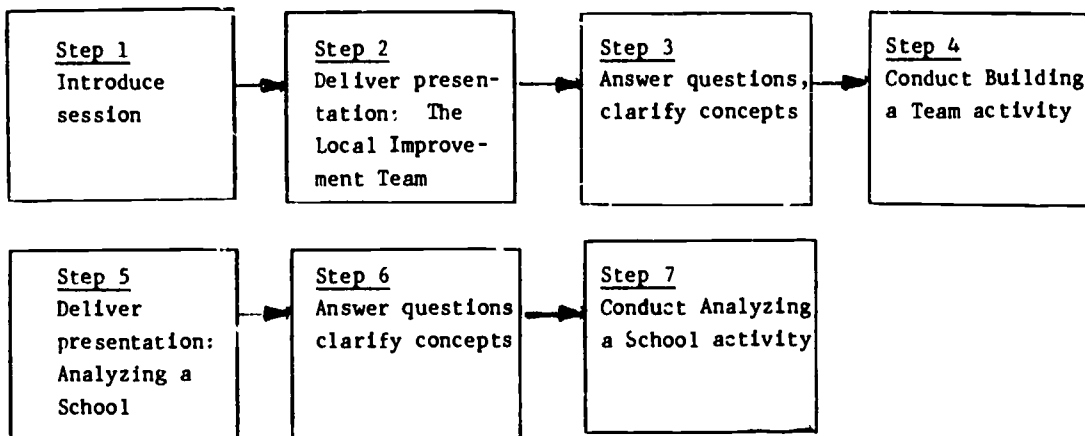 Step 1
Introduce
session
Step 2
Deliver presen-
tation: The
Local Improve-
ment Team
Step 3
Answer questions,
clarify concepts
Step 4
Conduct Building
a Team activity
Step 5
Deliver
presentation:
Analyzing a
School
Step 6
Answer questions
clarify concepts
Step 7
Conduct Analyzing
a School activity